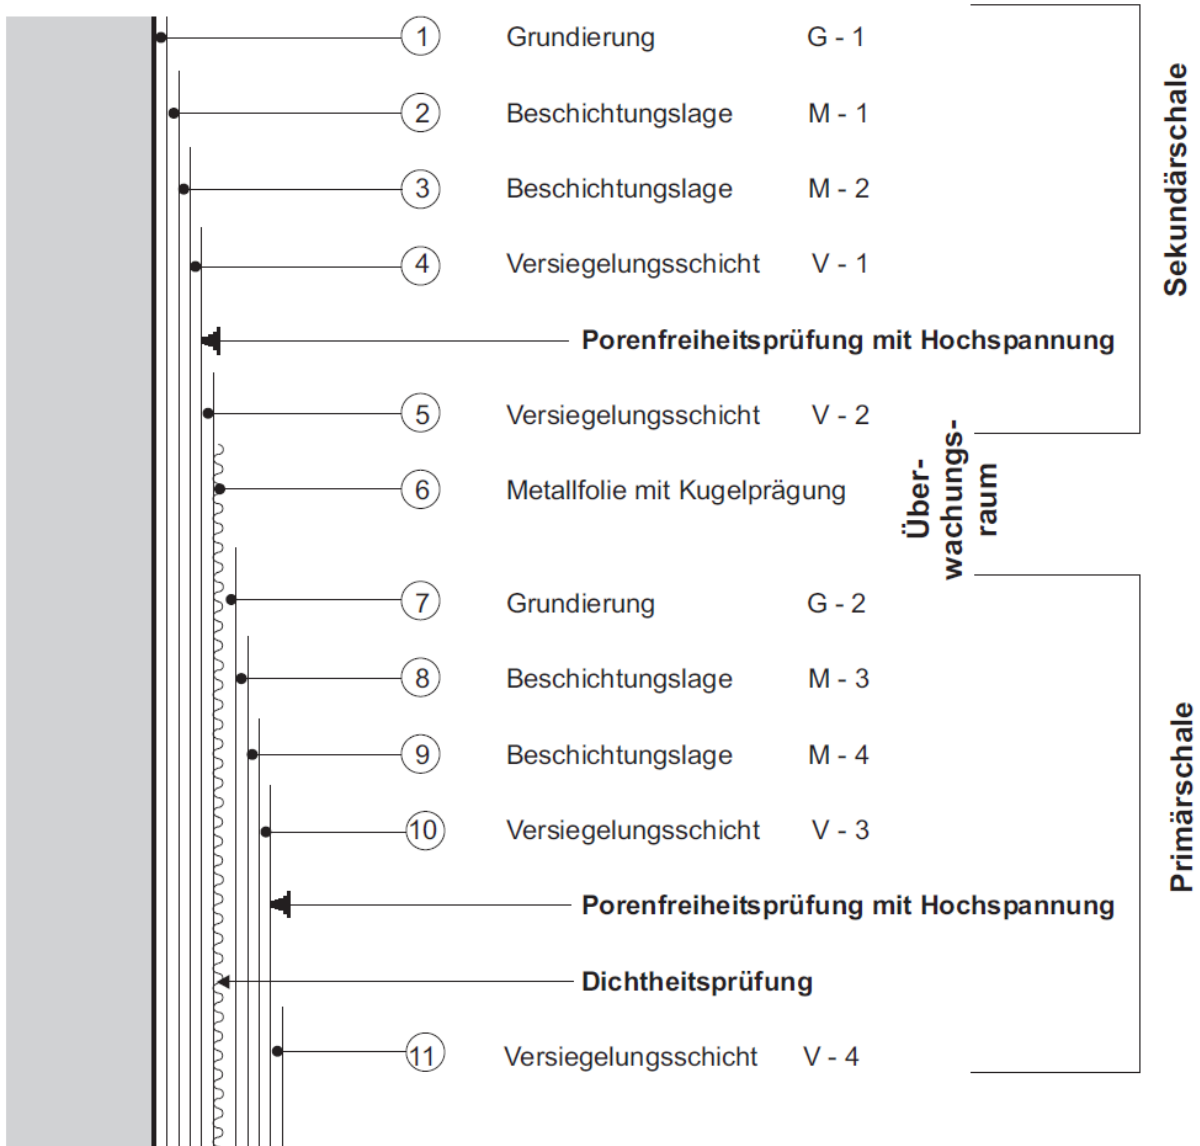 1 Grundierung G - 1
2 Beschichtungslage M - 1
3 Beschichtungslage M - 2
4 Versiegelungsschicht V - 1
Porenfreiheitsprüfung mit Hochspannung
5 Versiegelungsschicht V - 2
Sekundärschale
6 Metallfolie mit Kugelprägung
Über-
wachungs-
raum
7 Grundierung G - 2
8 Beschichtungslage M - 3
9 Beschichtungslage M - 4
10 Versiegelungsschicht V - 3
Porenfreiheitsprüfung mit Hochspannung
Dichtheitsprüfung
11 Versiegelungsschicht V - 4
Primärschale